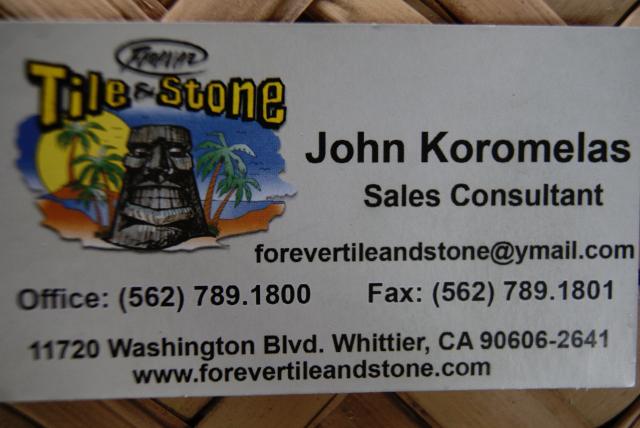 Forever
Tile & Stone
John Koromelas
Sales Consultant
forevertileandstone@ymail.com
Office: (562) 789.1800
Fax: (562) 789.1801
11720 Washington Blvd. Whittier, CA 90606-2641
www.forevertileandstone.com